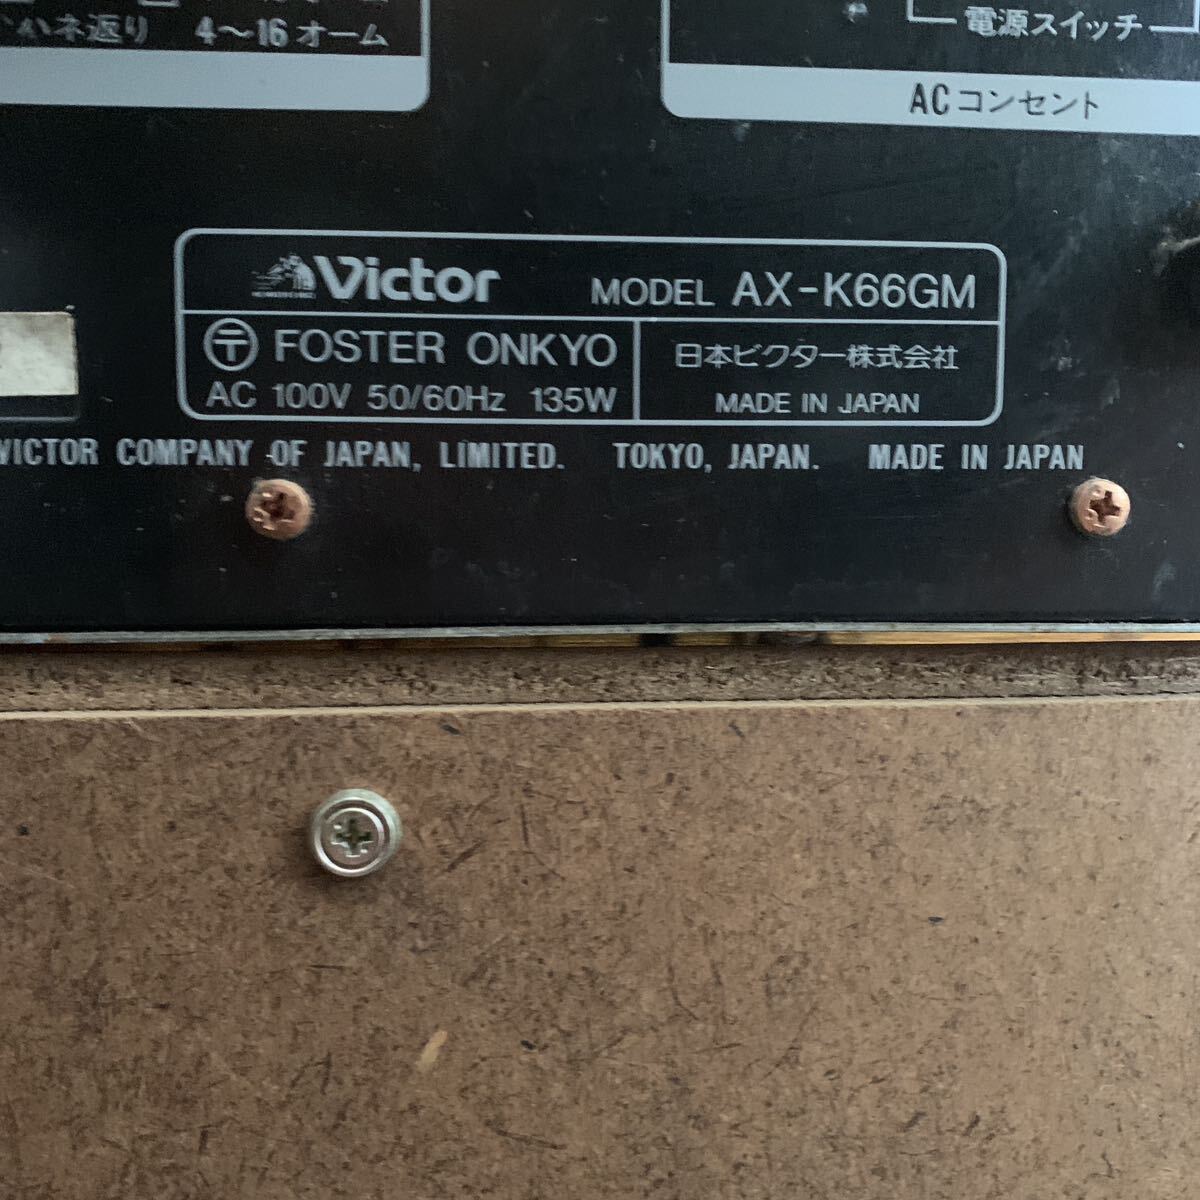 ハネ返り 4〜16オーム
電源スイッチ
ACコンセント
Victor MODEL AX-K66GM
〒 FOSTER ONKYO
AC 100V 50/60Hz 135W
日本ビクター株式会社
MADE IN JAPAN
VICTOR COMPANY OF JAPAN, LIMITED. TOKYO, JAPAN. MADE IN JAPAN